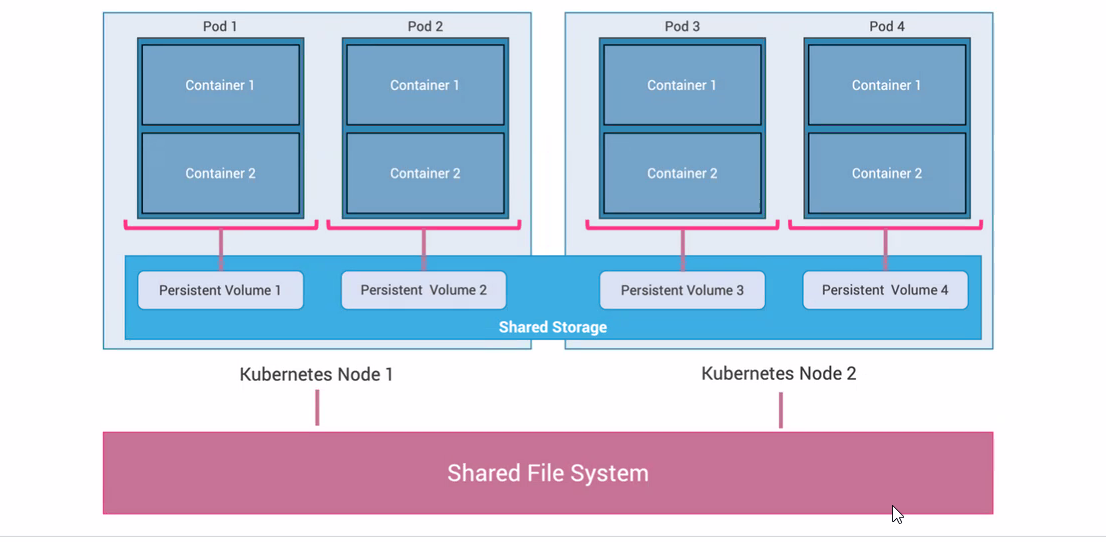 Pod 1
Pod 2
Pod 3
Pod 4
Container 1
Container 1
Container 1
Container 1
Container 2
Container 2
Container 2
Container 2
Persistent Volume 1
Persistent Volume 2
Persistent Volume 3
Persistent Volume 4
Shared Storage
Kubernetes Node 1
Kubernetes Node 2
Shared File System